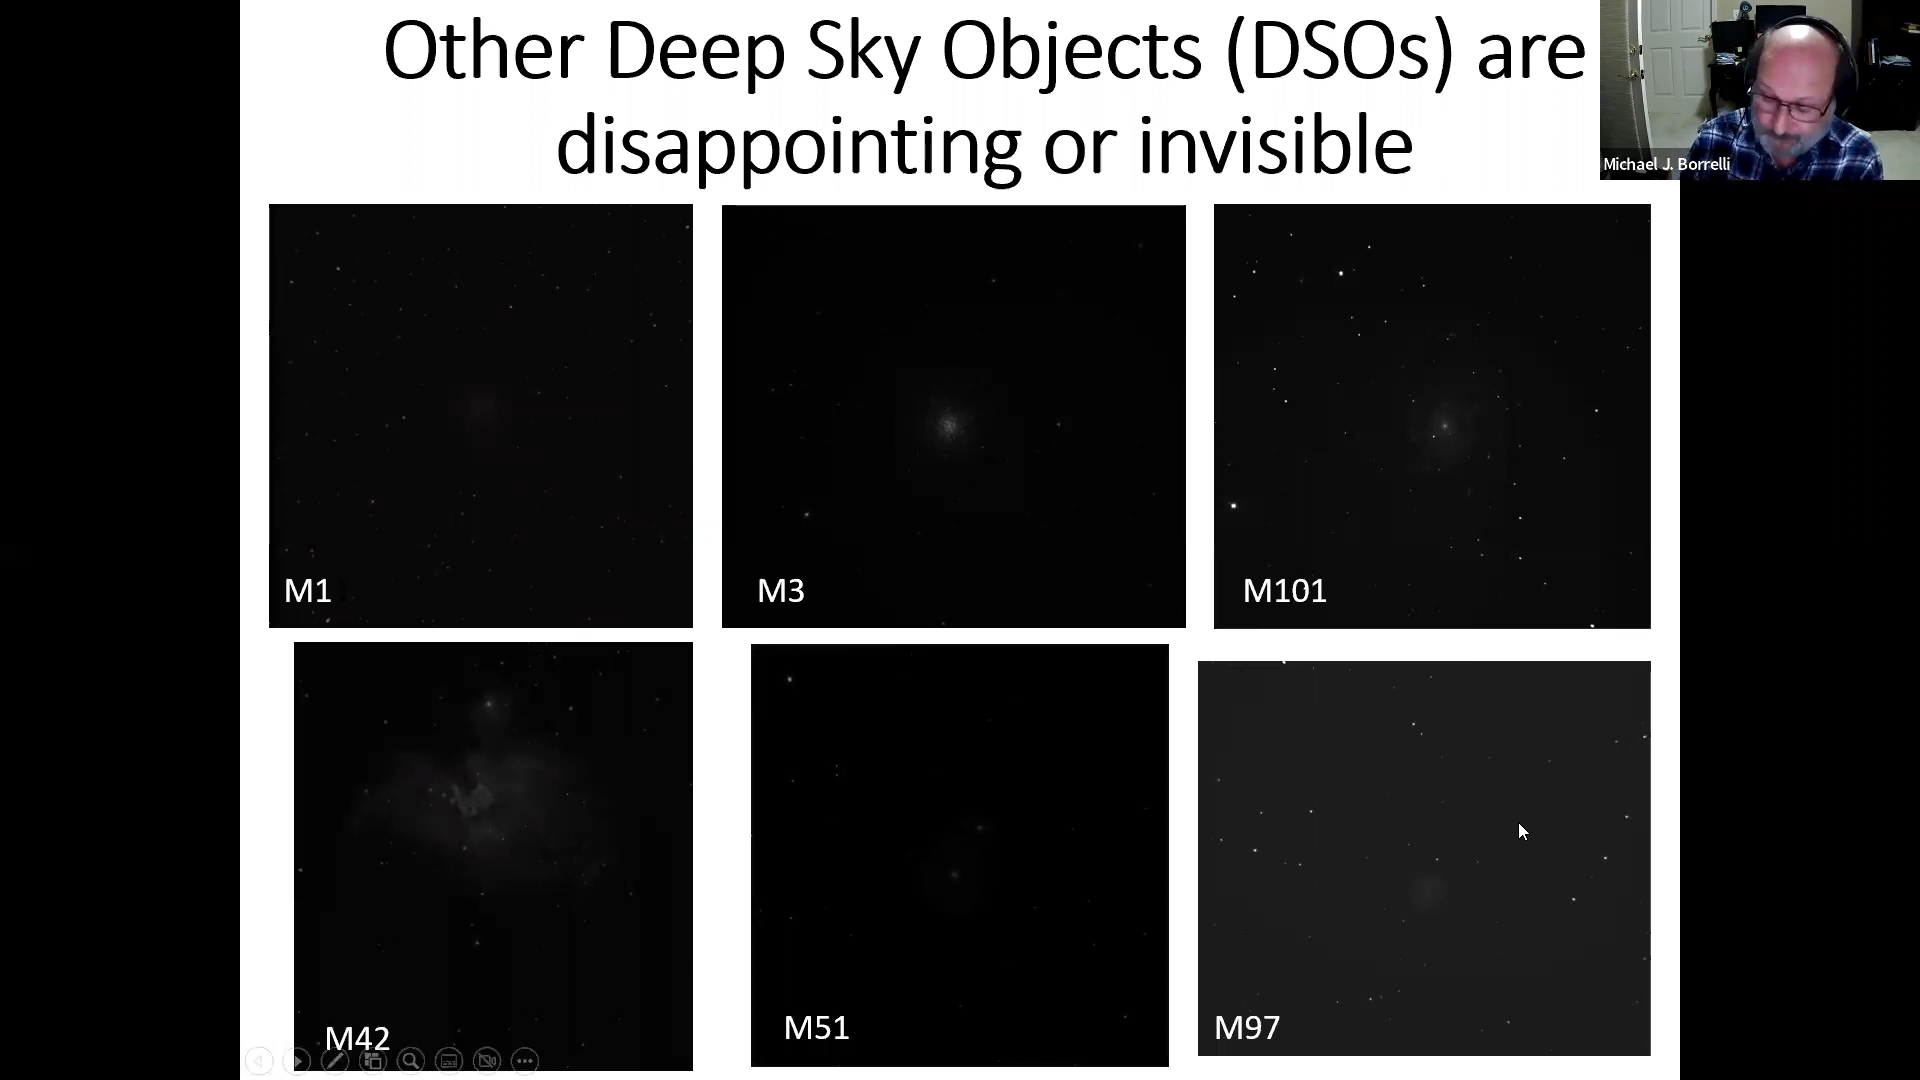 Other Deep Sky Objects (DSOs) are
disappointing or invisible
Michael J. Borrelli
M1
M3
M101
M42
M51
M97